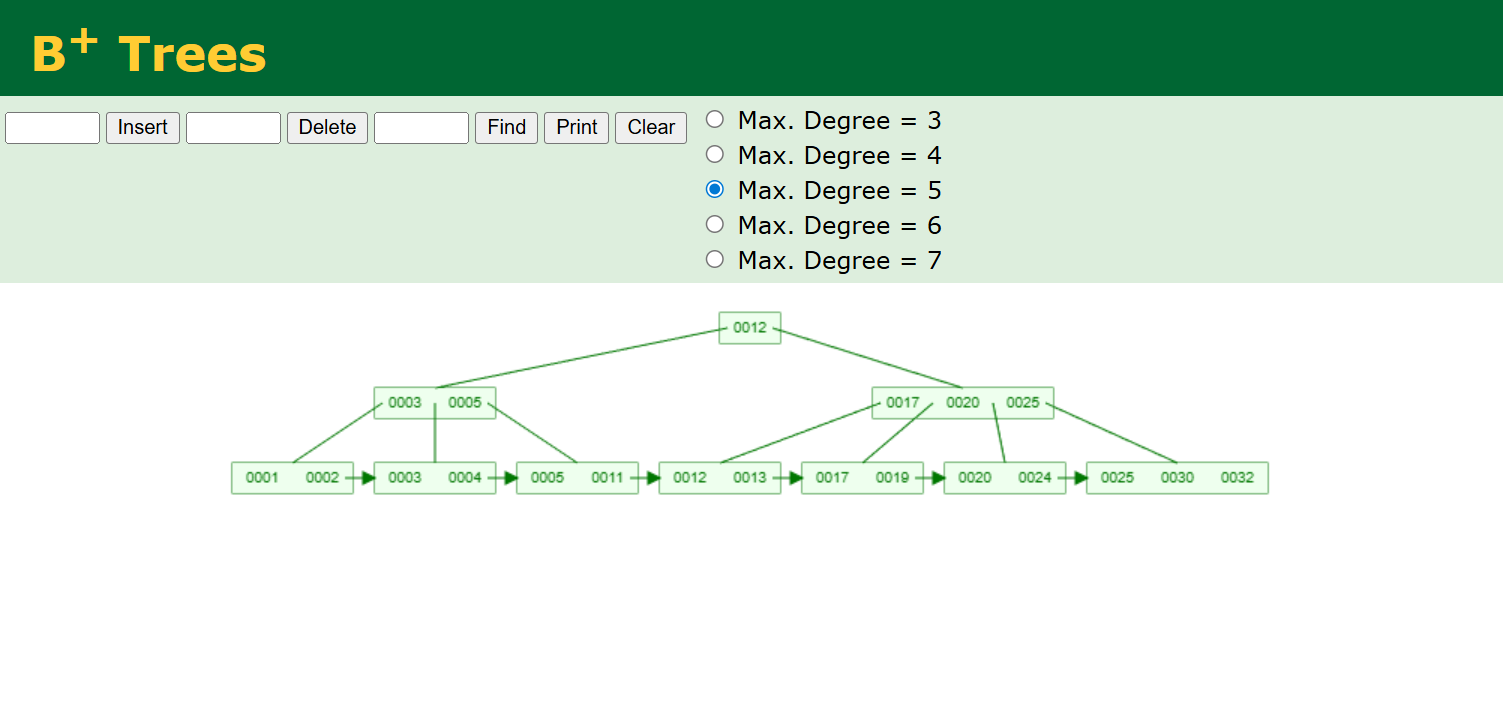 B+ Trees
Insert Delete Find Print Clear
Max. Degree = 3
Max. Degree = 4
Max. Degree = 5
Max. Degree = 6
Max. Degree = 7
0012
0003 0005 0017 0020 0025
0001 0002 0003 0004 0005 0011 0012 0013 0017 0019 0020 0024 0025 0030 0032